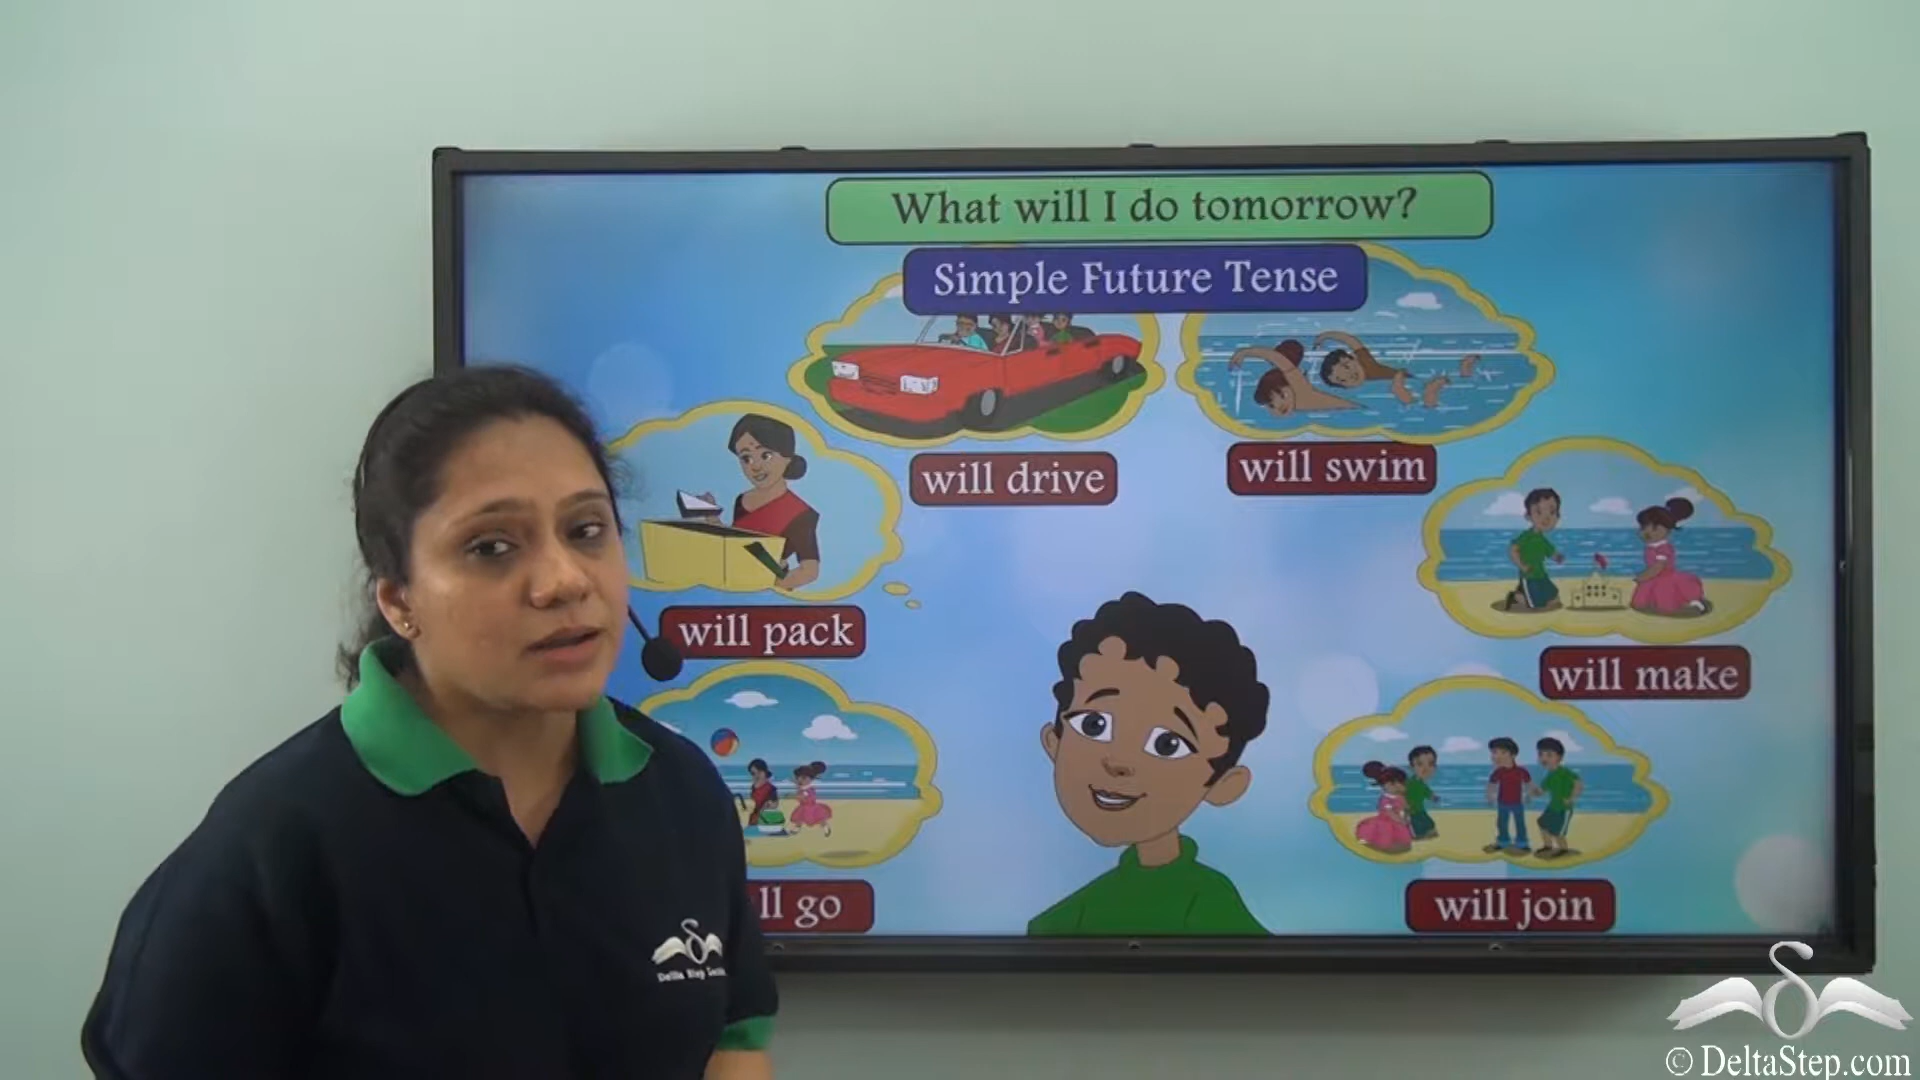 What will I do tomorrow?
Simple Future Tense
will drive
will swim
will pack
will make
ll go
will join
© DeltaStep.com